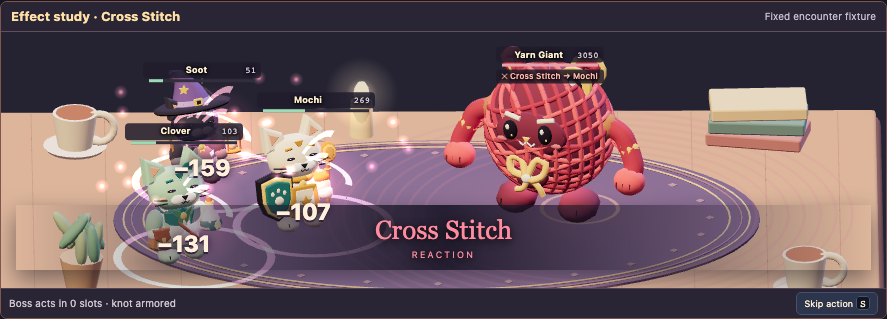 Effect study · Cross Stitch
Fixed encounter fixture
Yarn Giant 3050
× Cross Stitch → Mochi
Soot 51
Mochi 269
Clover 103
−159
−107
−131
Cross Stitch
REACTION
Boss acts in 0 slots · knot armored
Skip action S